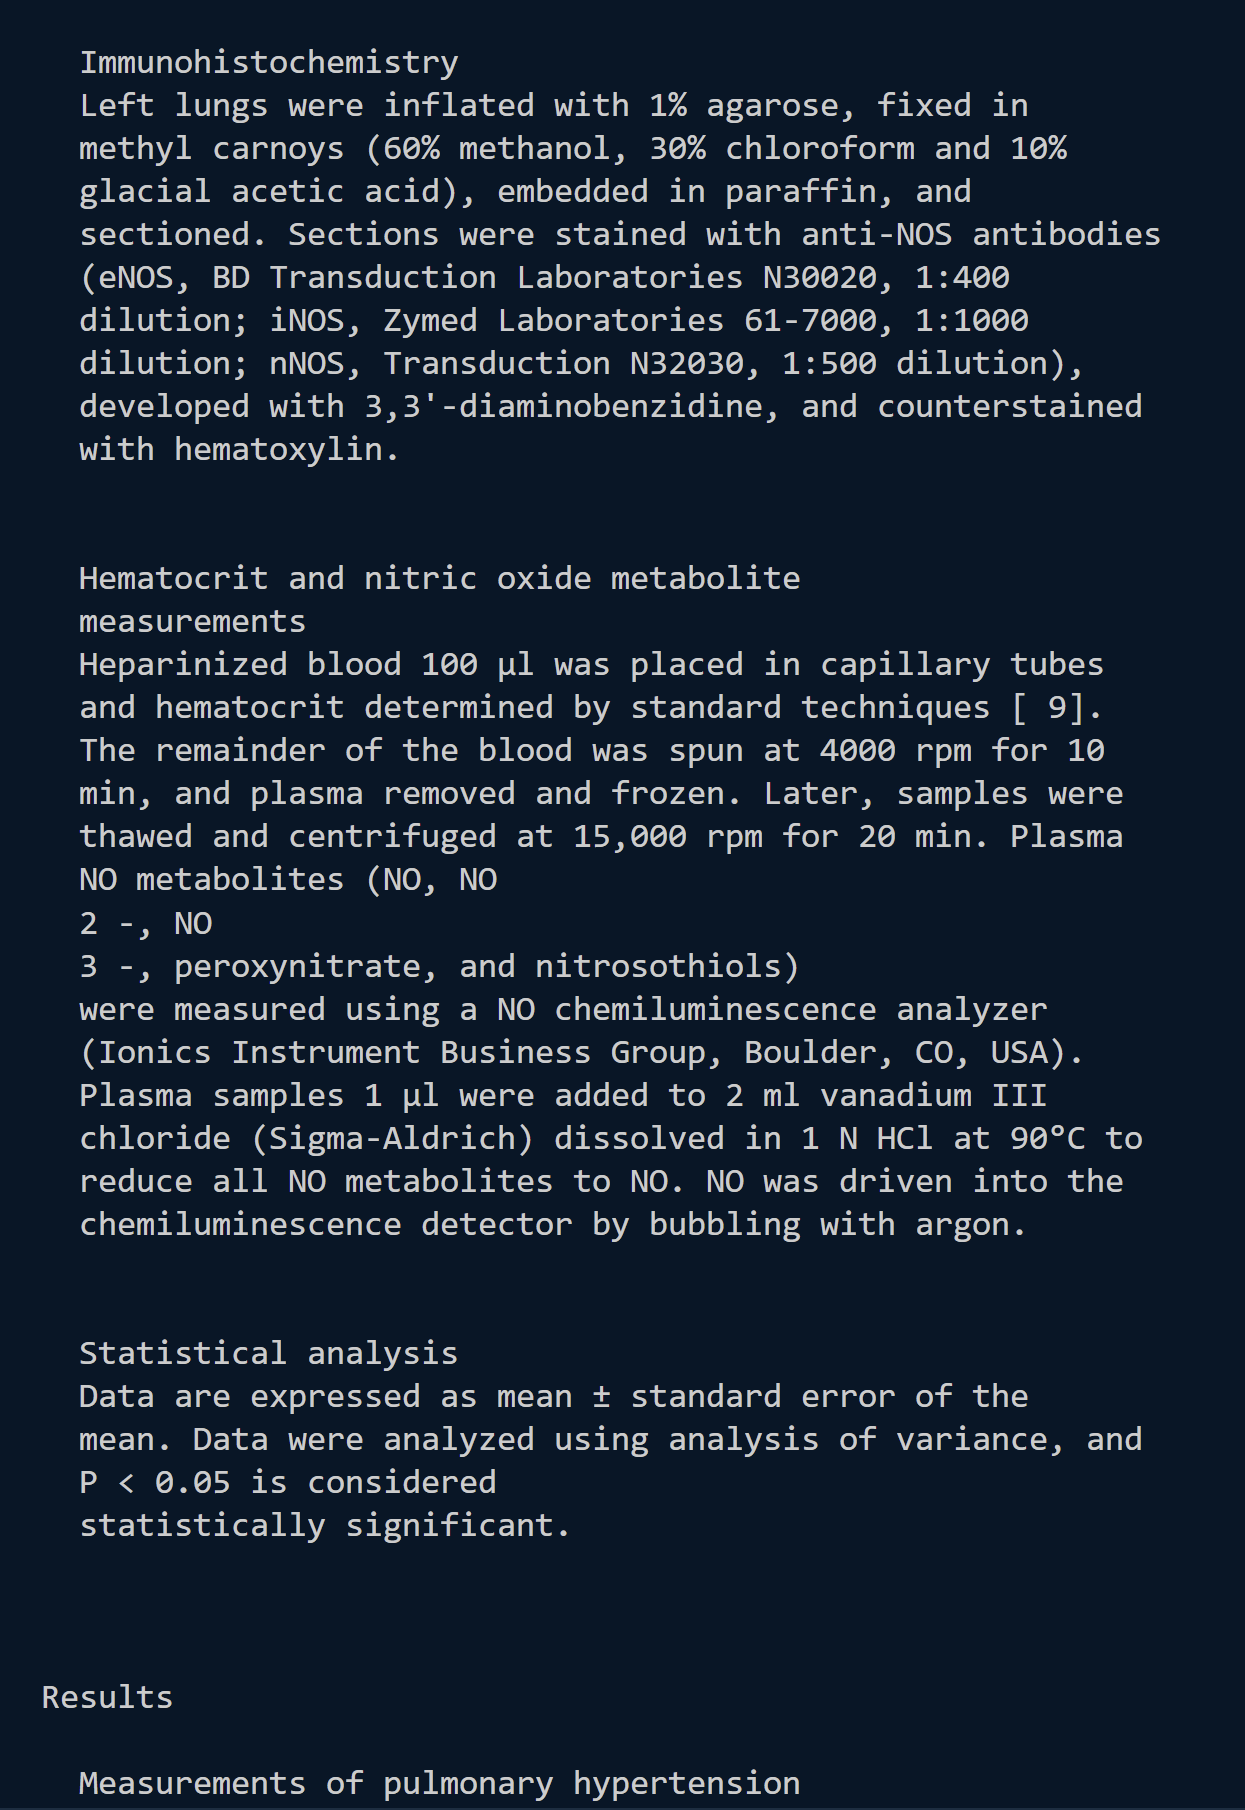 Immunohistochemistry
Left lungs were inflated with 1% agarose, fixed in
methyl carnoys (60% methanol, 30% chloroform and 10%
glacial acetic acid), embedded in paraffin, and
sectioned. Sections were stained with anti-NOS antibodies
(eNOS, BD Transduction Laboratories N30020, 1:400
dilution; iNOS, Zymed Laboratories 61-7000, 1:1000
dilution; nNOS, Transduction N32030, 1:500 dilution),
developed with 3,3'-diaminobenzidine, and counterstained
with hematoxylin.
Hematocrit and nitric oxide metabolite
measurements
Heparinized blood 100 μl was placed in capillary tubes
and hematocrit determined by standard techniques [ 9].
The remainder of the blood was spun at 4000 rpm for 10
min, and plasma removed and frozen. Later, samples were
thawed and centrifuged at 15,000 rpm for 20 min. Plasma
NO metabolites (NO, NO
2 -, NO
3 -, peroxynitrate, and nitrosothiols)
were measured using a NO chemiluminescence analyzer
(Ionics Instrument Business Group, Boulder, CO, USA).
Plasma samples 1 μl were added to 2 ml vanadium III
chloride (Sigma-Aldrich) dissolved in 1 N HCl at 90°C to
reduce all NO metabolites to NO. NO was driven into the
chemiluminescence detector by bubbling with argon.
Statistical analysis
Data are expressed as mean ± standard error of the
mean. Data were analyzed using analysis of variance, and
P < 0.05 is considered
statistically significant.
Results
Measurements of pulmonary hypertension